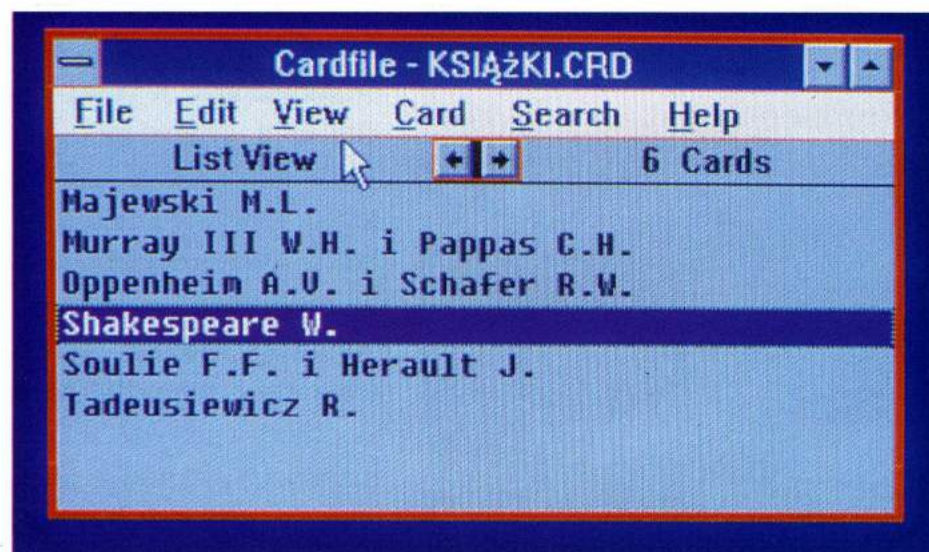 Cardfile - KSIĄżKI.CRD
File Edit View Card Search Help
List View 6 Cards
Majewski M.L.
Murray III W.H. i Pappas C.H.
Oppenheim A.V. i Schafer R.W.
Shakespeare W.
Soulie F.F. i Herault J.
Tadeusiewicz R.